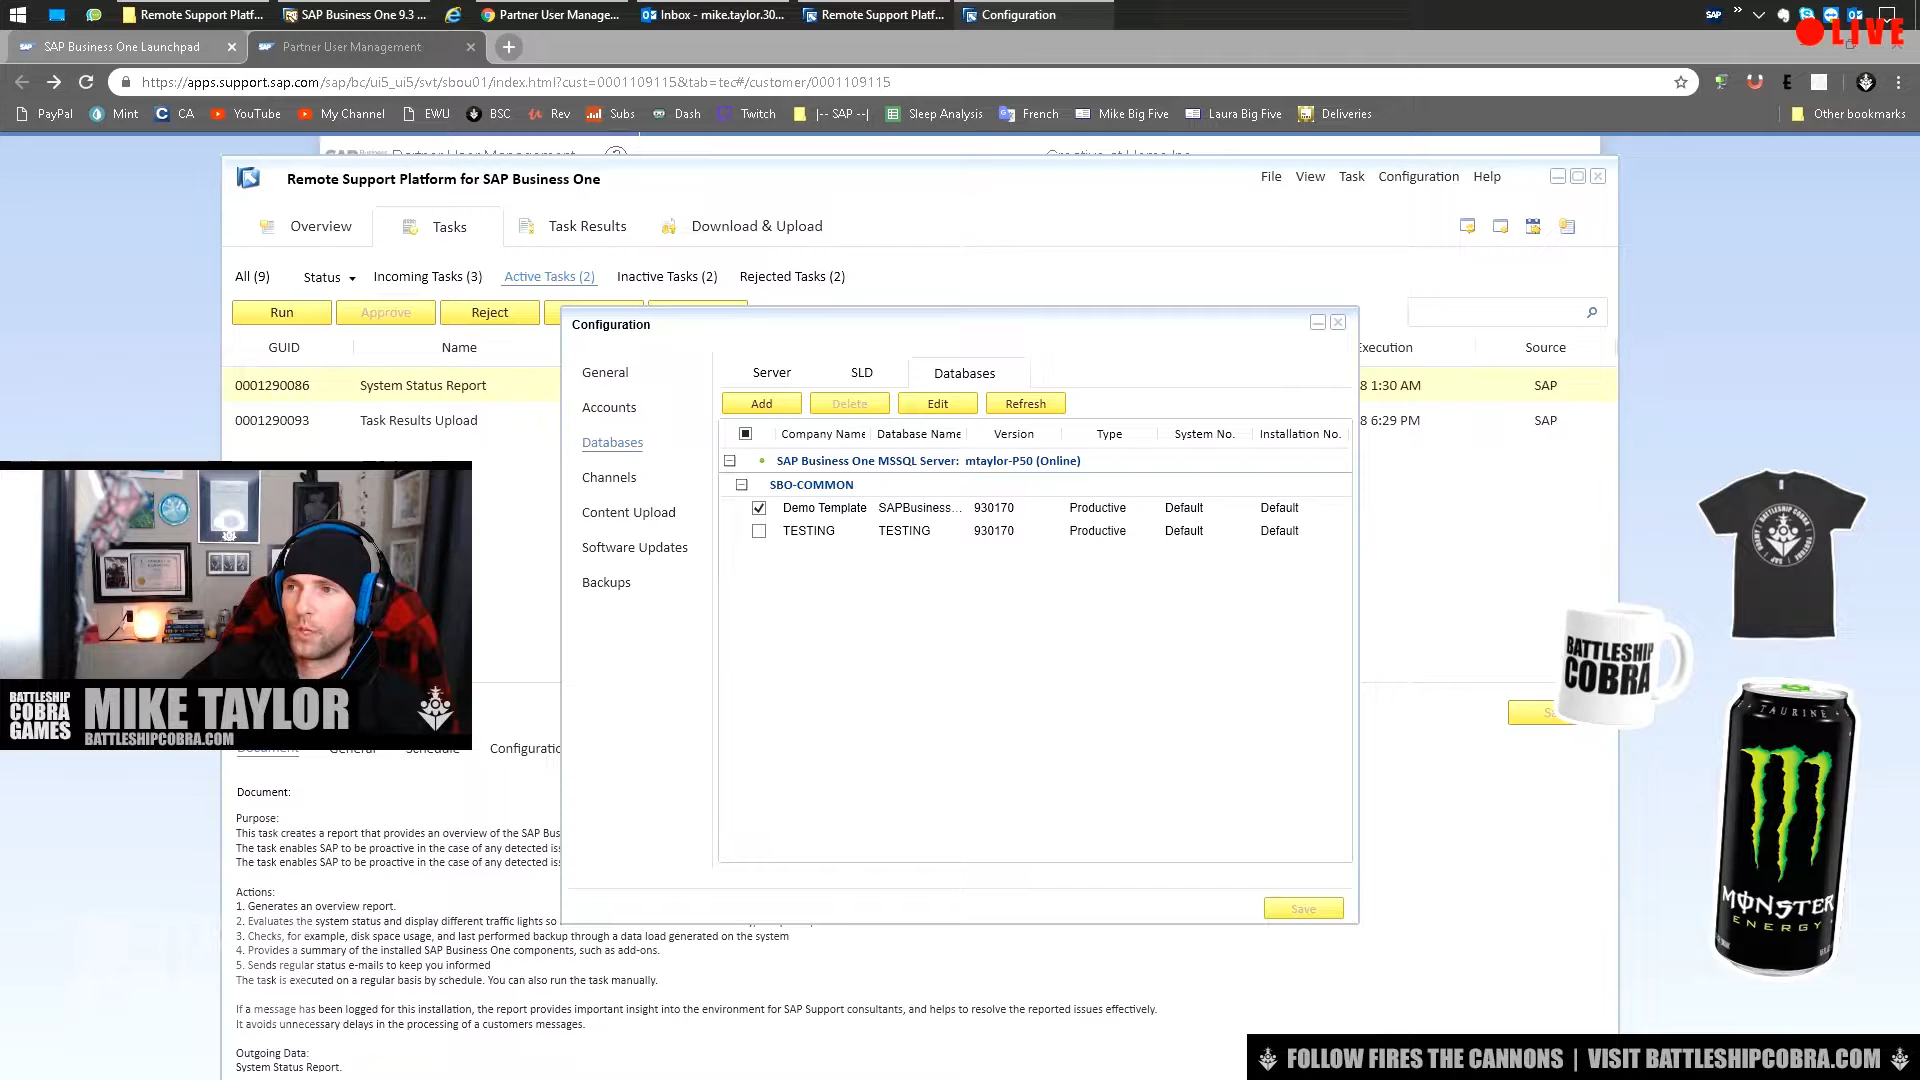 Remote Support Platf...
SAP Business One 9.3 ...
Partner User Manage...
Inbox - mike.taylor.30...
Remote Support Platf...
Configuration
SAP
LIVE
SAP Business One Launchpad
Partner User Management
https://apps.support.sap.com/sap/bc/ui5_ui5/svt/sbou01/index.html?cust=0001109115&tab=tec#/customer/0001109115
PayPal
Mint
CA
YouTube
My Channel
EWU
BSC
Rev
Subs
Dash
Twitch
|-- SAP --|
Sleep Analysis
French
Mike Big Five
Laura Big Five
Deliveries
Other bookmarks
Remote Support Platform for SAP Business One
File View Task Configuration Help
Overview
Tasks
Task Results
Download & Upload
All (9)
Status
Incoming Tasks (3)
Active Tasks (2)
Inactive Tasks (2)
Rejected Tasks (2)
Run
Approve
Reject
GUID Name Execution Source
0001290086 System Status Report 8 1:30 AM SAP
0001290093 Task Results Upload 8 6:29 PM SAP
Configuration
General
Accounts
Databases
Channels
Content Upload
Software Updates
Backups
Server
SLD
Databases
Add
Delete
Edit
Refresh
Company Name Database Name Version Type System No. Installation No.
SAP Business One MSSQL Server: mtaylor-P50 (Online)
SBO-COMMON
Demo Template SAPBusiness... 930170 Productive Default Default
TESTING TESTING 930170 Productive Default Default
Save
BATTLESHIP
COBRA
GAMES
MIKE TAYLOR
BATTLESHIPCOBRA.COM
Document General Schedule Configuratio
Document:
Purpose:
This task creates a report that provides an overview of the SAP Bus
The task enables SAP to be proactive in the case of any detected iss
The task enables SAP to be proactive in the case of any detected iss
Actions:
1. Generates an overview report.
2. Evaluates the system status and display different traffic lights so
3. Checks, for example, disk space usage, and last performed backup through a data load generated on the system
4. Provides a summary of the installed SAP Business One components, such as add-ons.
5. Sends regular status e-mails to keep you informed
The task is executed on a regular basis by schedule. You can also run the task manually.
If a message has been logged for this installation, the report provides important insight into the environment for SAP Support consultants, and helps to resolve the reported issues effectively.
It avoids unnecessary delays in the processing of a customers messages.
Outgoing Data:
System Status Report.
BATTLESHIP
COBRA
TAURINE
MONSTER
ENERGY
FOLLOW FIRES THE CANNONS | VISIT BATTLESHIPCOBRA.COM